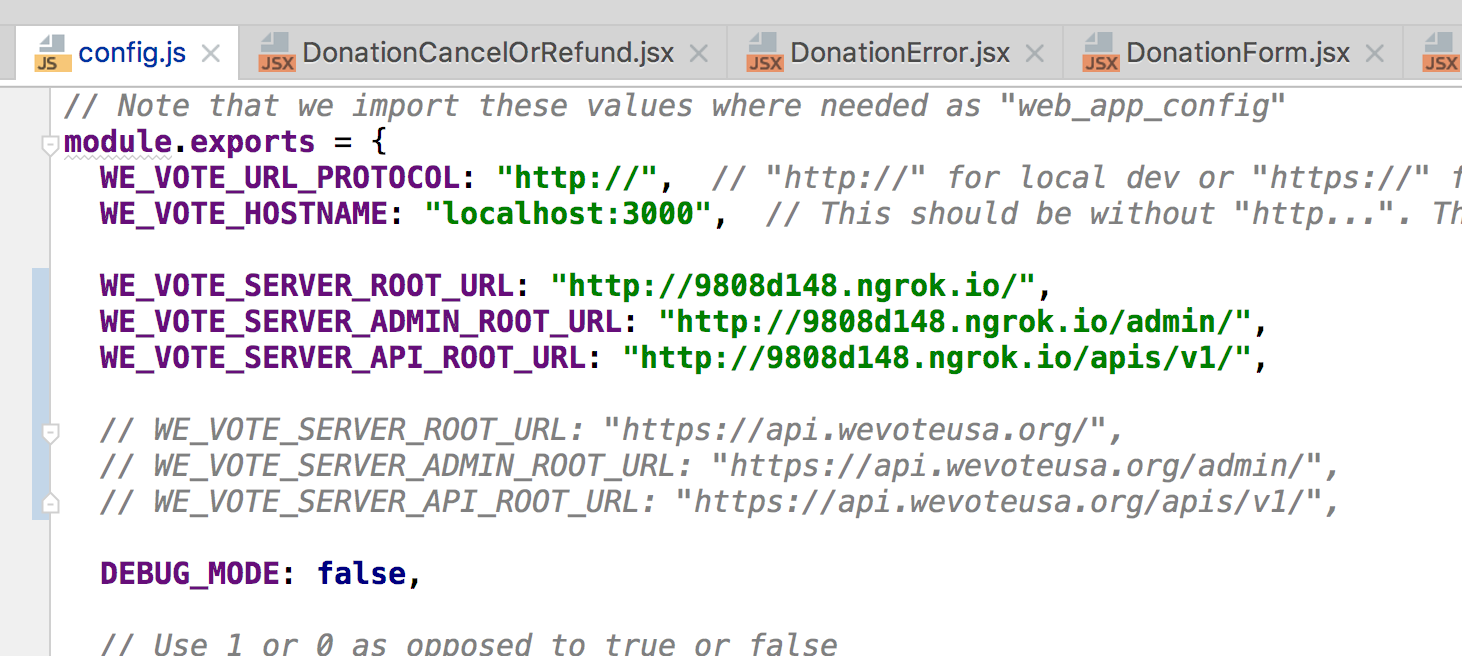 JS config.js JSX DonationCancelOrRefund.jsx JSX DonationError.jsx JSX DonationForm.jsx JSX
// Note that we import these values where needed as "web_app_config"
module.exports = {
WE_VOTE_URL_PROTOCOL: "http://", // "http://" for local dev or "https://" f
WE_VOTE_HOSTNAME: "localhost:3000", // This should be without "http...". Th
WE_VOTE_SERVER_ROOT_URL: "http://9808d148.ngrok.io/",
WE_VOTE_SERVER_ADMIN_ROOT_URL: "http://9808d148.ngrok.io/admin/",
WE_VOTE_SERVER_API_ROOT_URL: "http://9808d148.ngrok.io/apis/v1/",
// WE_VOTE_SERVER_ROOT_URL: "https://api.wevoteusa.org/",
// WE_VOTE_SERVER_ADMIN_ROOT_URL: "https://api.wevoteusa.org/admin/",
// WE_VOTE_SERVER_API_ROOT_URL: "https://api.wevoteusa.org/apis/v1/",
DEBUG_MODE: false,
// Use 1 or 0 as opposed to true or false